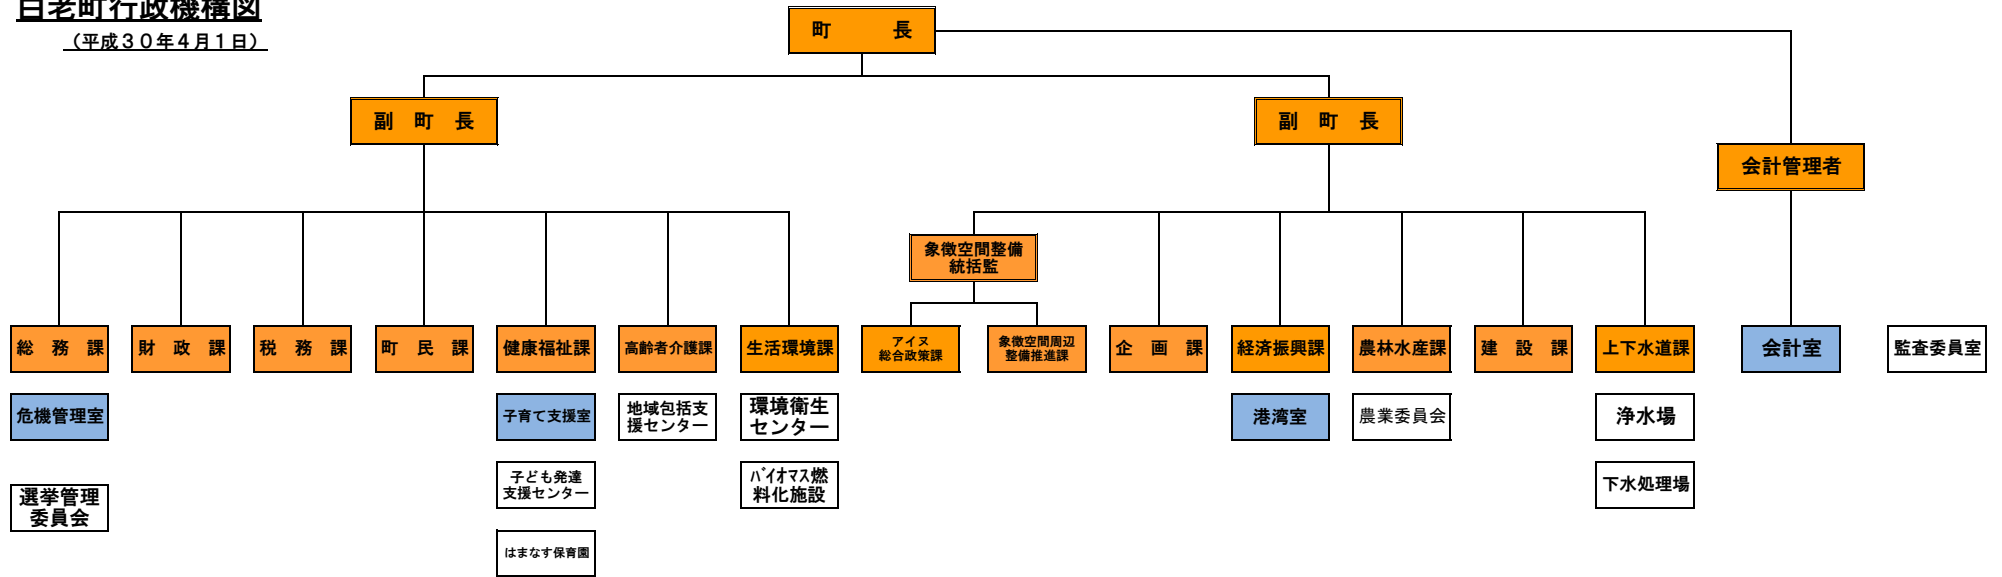 白老町行政機構図
（平成３０年４月１日）
町　長
副　町　長
副　町　長
会計管理者
象徴空間整備
統括監
総　務　課
財　政　課
税　務　課
町　民　課
健康福祉課
高齢者介護課
生活環境課
アイヌ
総合政策課
象徴空間周辺
整備推進課
企　画　課
経済振興課
農林水産課
建　設　課
上下水道課
会計室
監査委員室
危機管理室
子育て支援室
地域包括支
援センター
環境衛生
センター
港湾室
農業委員会
浄水場
選挙管理
委員会
子ども発達
支援センター
ﾊﾞｲｵﾏｽ燃
料化施設
下水処理場
はまなす保育園